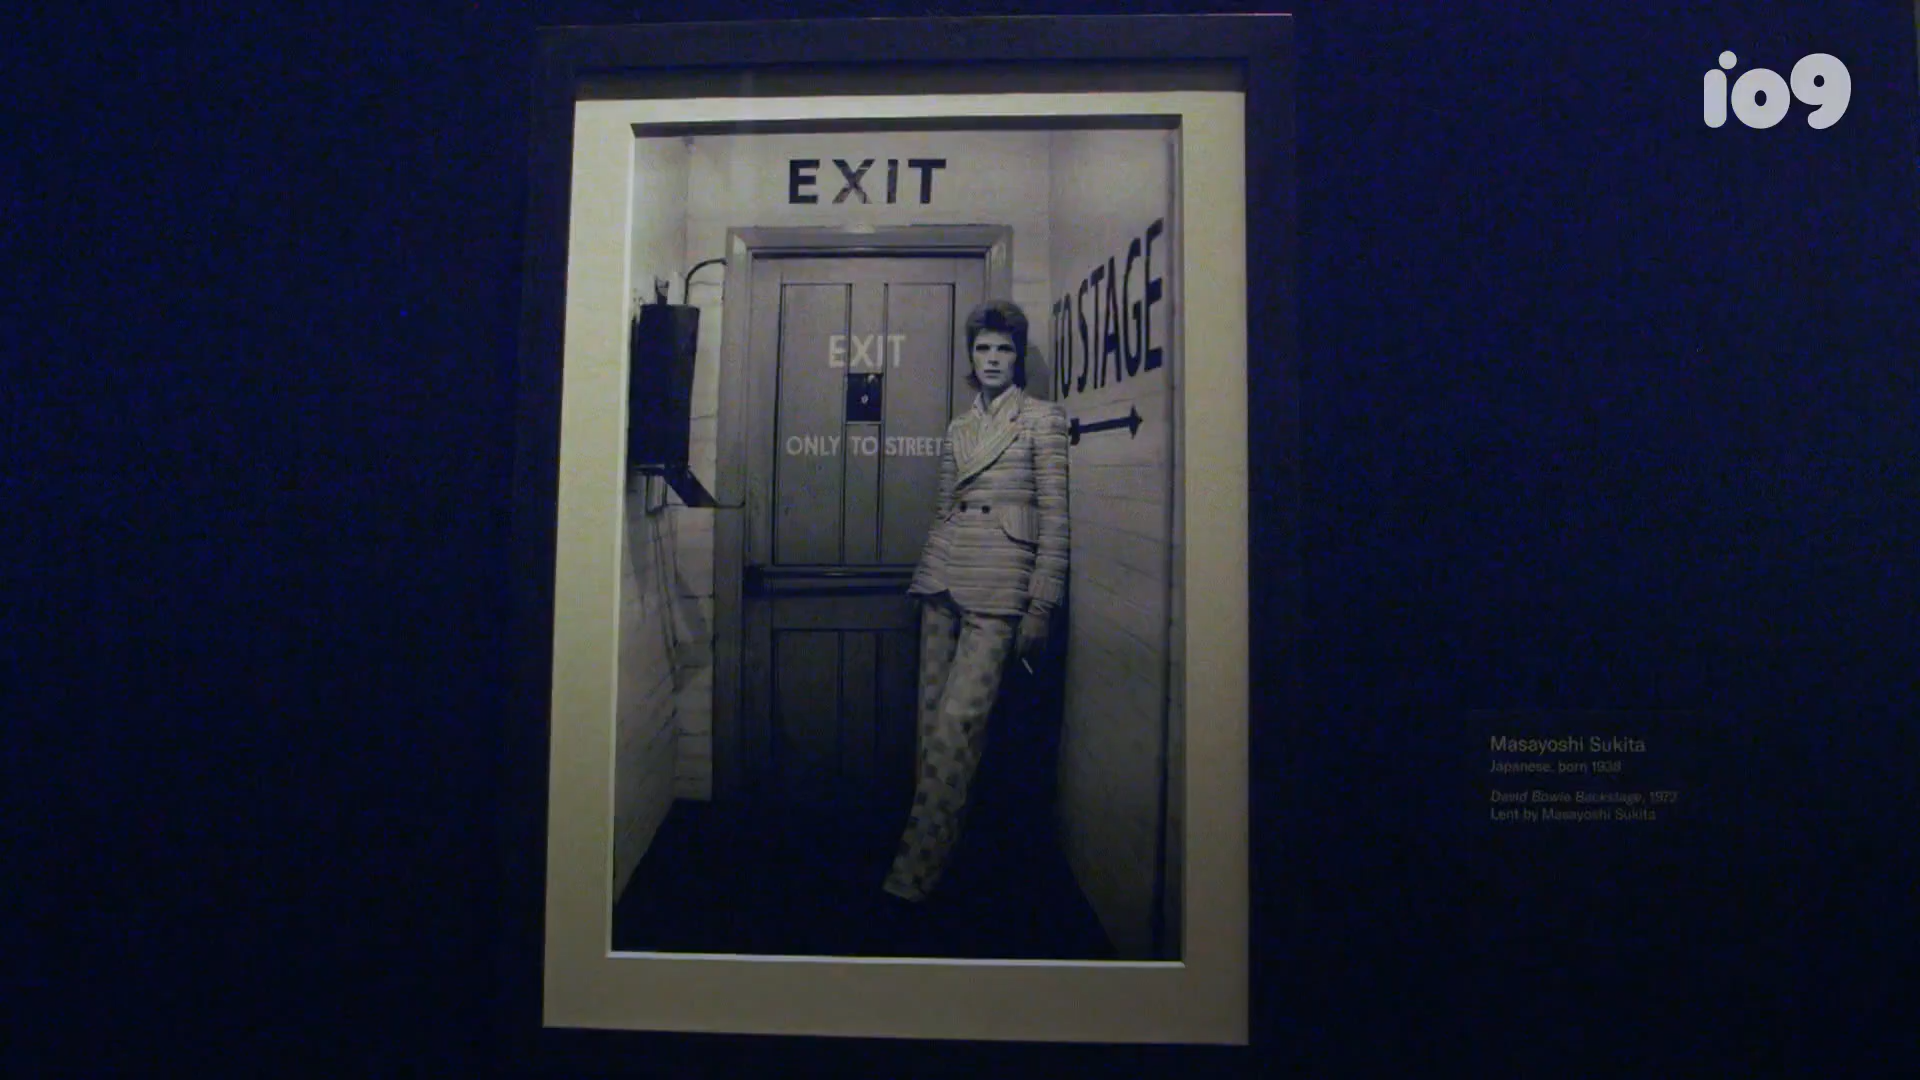 io9
EXIT
TO STAGE
EXIT
ONLY TO STREET
Masayoshi Sukita
Japanese, born 1938
David Bowie Backstage, 1973
Lent by Masayoshi Sukita